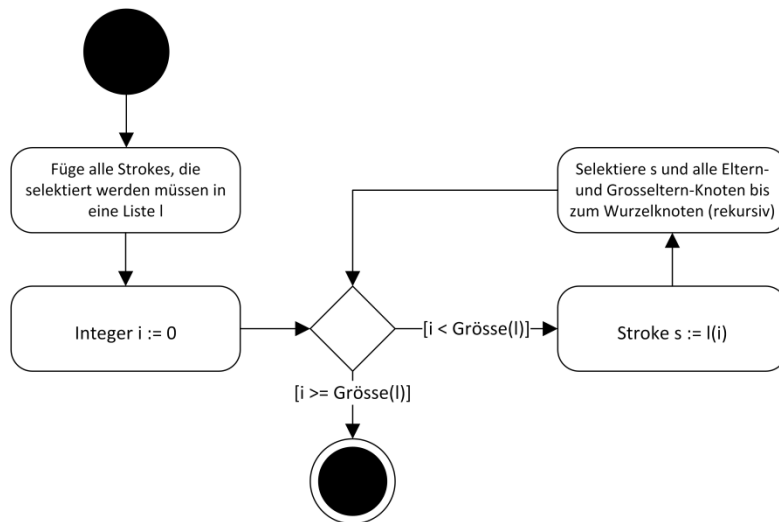 Füge alle Strokes, die
selektiert werden müssen in
eine Liste l
Integer i := 0
[i < Grösse(l)]
[i >= Grösse(l)]
Stroke s := l(i)
Selektiere s und alle Eltern-
und Grosseltern-Knoten bis
zum Wurzelknoten (rekursiv)